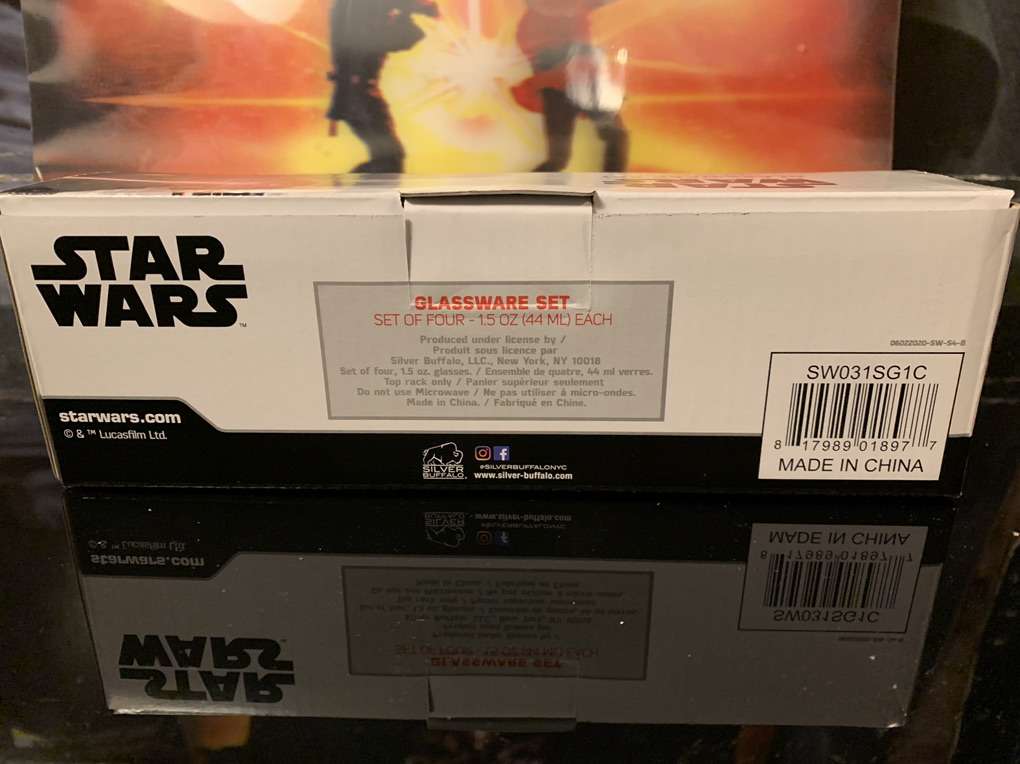 STAR
WARS™
GLASSWARE SET
SET OF FOUR - 1.5 OZ (44 ML) EACH
Produced under license by /
Produit sous licence par
Silver Buffalo, LLC., New York, NY 10018
Set of four, 1.5 oz. glasses. / Ensemble de quatre, 44 ml verres.
Top rack only / Panier supérieur seulement
Do not use Microwave / Ne pas utiliser à micro-ondes.
Made in China. / Fabriqué en Chine.
starwars.com
© & ™ Lucasfilm Ltd.
SILVER
BUFFALO.
#SILVERBUFFALONYC
www.silver-buffalo.com
06022020-SW-S4-B
SW031SG1C
8 17989 01897 7
MADE IN CHINA